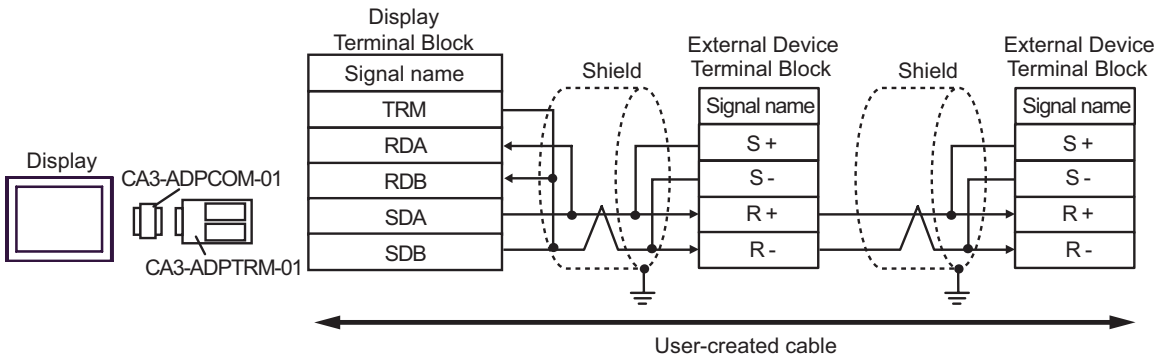 Display
Terminal Block
Signal name
TRM
RDA
RDB
SDA
SDB
Display
CA3-ADPCOM-01
CA3-ADPTRM-01
Shield
External Device
Terminal Block
Signal name
S +
S -
R +
R -
Shield
External Device
Terminal Block
Signal name
S +
S -
R +
R -
User-created cable